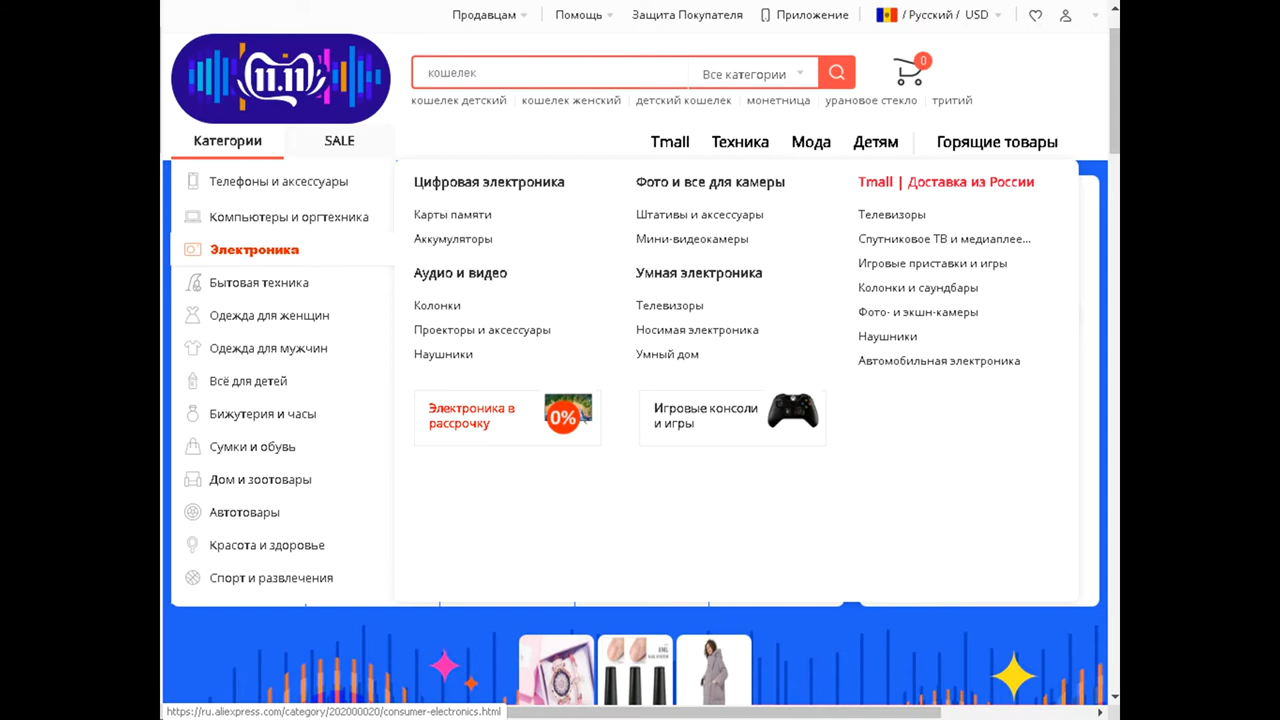 Продавцам
Помощь
Защита Покупателя
Приложение
/ Русский / USD
11.11
кошелек
Все категории
0
кошелек детский
кошелек женский
детский кошелек
монетница
урановое стекло
тритий
Категории
SALE
Tmall
Техника
Мода
Детям
Горящие товары
Телефоны и аксессуары
Компьютеры и оргтехника
Электроника
Бытовая техника
Одежда для женщин
Одежда для мужчин
Всё для детей
Бижутерия и часы
Сумки и обувь
Дом и зоотовары
Автотовары
Красота и здоровье
Спорт и развлечения
Цифровая электроника
Карты памяти
Аккумуляторы
Аудио и видео
Колонки
Проекторы и аксессуары
Наушники
Фото и все для камеры
Штативы и аксессуары
Мини-видеокамеры
Умная электроника
Телевизоры
Носимая электроника
Умный дом
Tmall | Доставка из России
Телевизоры
Спутниковое ТВ и медиаплее...
Игровые приставки и игры
Колонки и саундбары
Фото- и экшн-камеры
Наушники
Автомобильная электроника
Электроника в
рассрочку
0%
Игровые консоли
и игры
https://ru.aliexpress.com/category/202000020/consumer-electronics.html